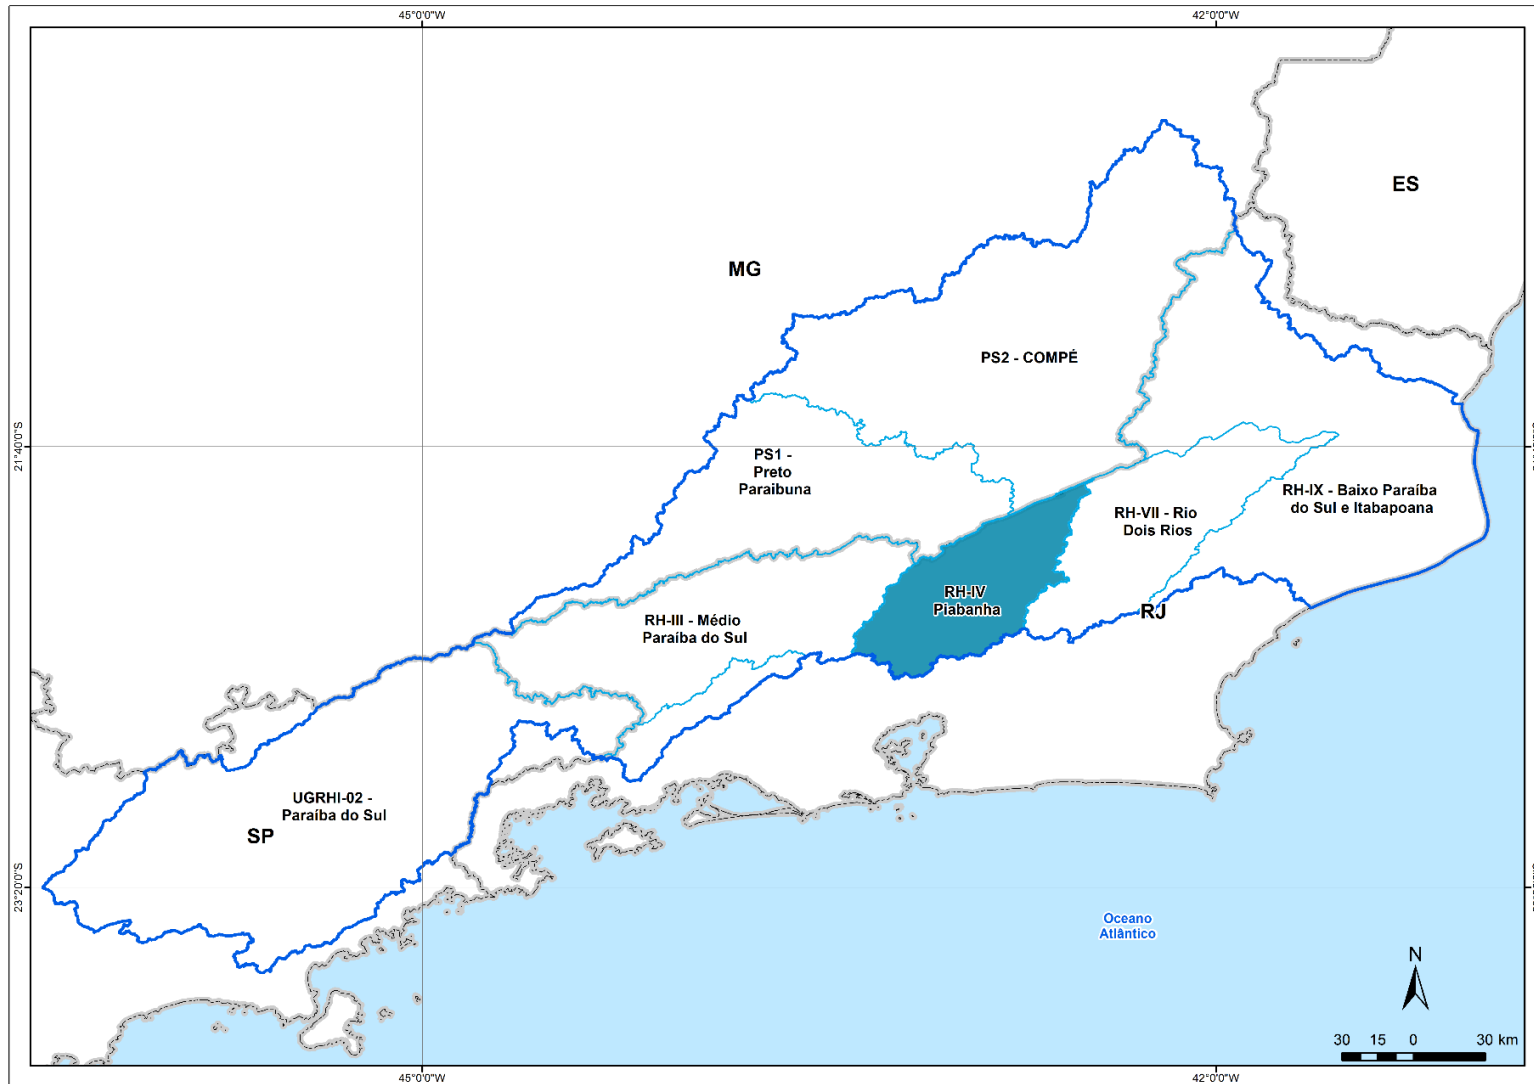 45°0'0"W
42°0'0"W
ES
MG
PS2 - COMPÉ
21°40'0"S
PS1 -
Preto
Paraibuna
RH-VII - Rio
Dois Rios
RH-IX - Baixo Paraíba
do Sul e Itabapoana
RH-IV
Piabanha
RJ
RH-III - Médio
Paraíba do Sul
UGRHI-02 -
Paraíba do Sul
SP
23°20'0"S
Oceano
Atlântico
N
30 15 0 30 km
45°0'0"W
42°0'0"W